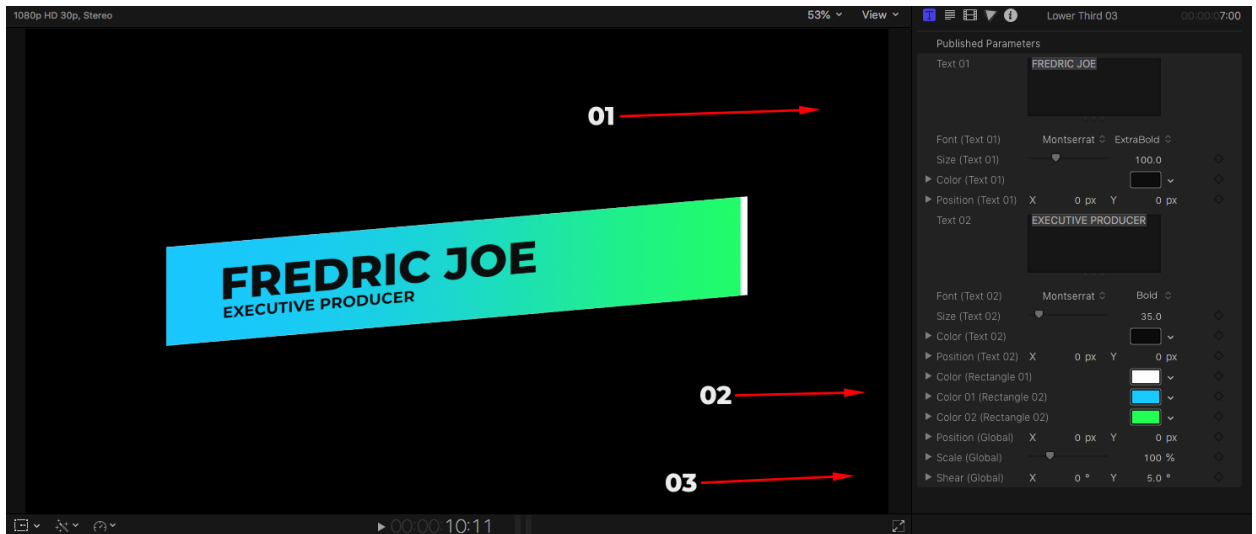 1080p HD 30p, Stereo
53%
View
Lower Third 03
00:00:07:00
01
FREDRIC JOE
EXECUTIVE PRODUCER
02
03
00:00:10:11
Published Parameters
Text 01
FREDRIC JOE
Font (Text 01) Montserrat ExtraBold
Size (Text 01) 100.0
Color (Text 01)
Position (Text 01) X 0 px Y 0 px
Text 02
EXECUTIVE PRODUCER
Font (Text 02) Montserrat Bold
Size (Text 02) 35.0
Color (Text 02)
Position (Text 02) X 0 px Y 0 px
Color (Rectangle 01)
Color 01 (Rectangle 02)
Color 02 (Rectangle 02)
Position (Global) X 0 px Y 0 px
Scale (Global) 100 %
Shear (Global) X 0 ° Y 5.0 °